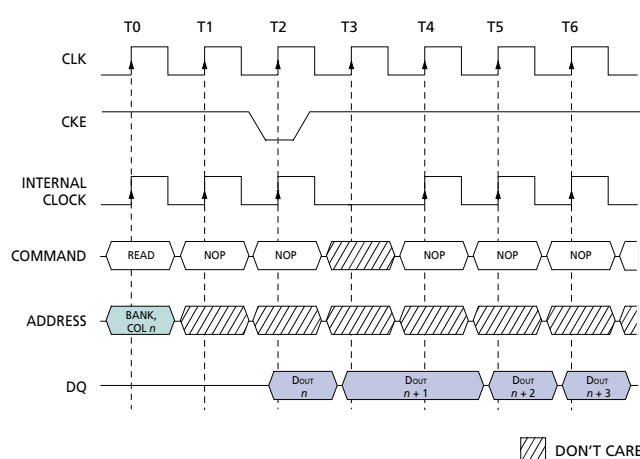 T0 T1 T2 T3 T4 T5 T6
CLK
CKE
INTERNAL
CLOCK
COMMAND READ NOP NOP NOP NOP NOP
ADDRESS BANK,
COL n
DQ DOUT
n DOUT
n + 1 DOUT
n + 2 DOUT
n + 3
DON'T CARE